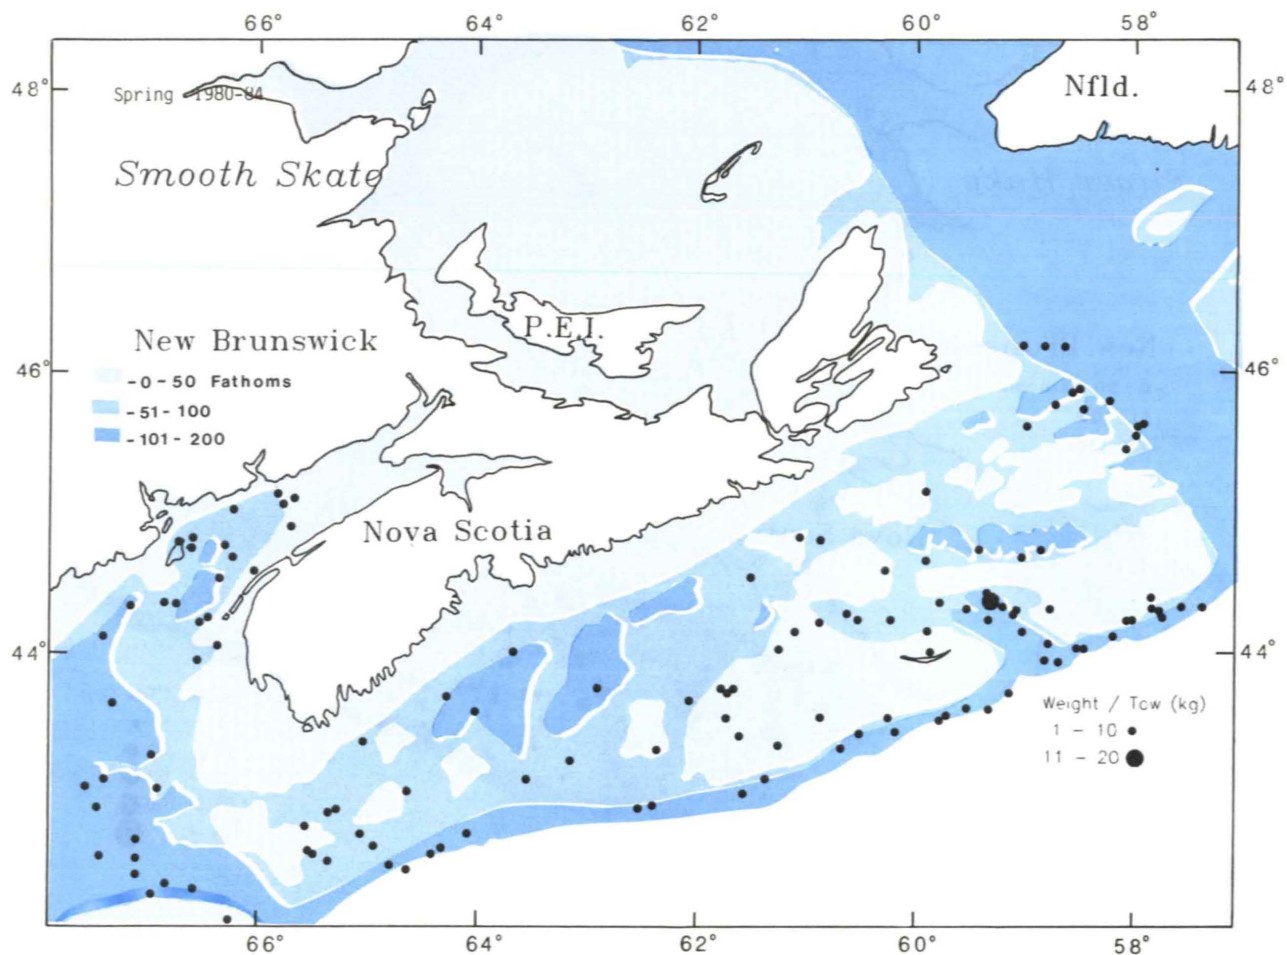 66° 64° 62° 60° 58°
48° 48°
Nfld.
Spring 1980-84
Smooth Skate
P.E.I.
New Brunswick
46° 46°
-0-50 Fathoms
-51-100
-101-200
Nova Scotia
44° 44°
Weight / Tow (kg)
1 - 10
11 - 20
66° 64° 62° 60° 58°